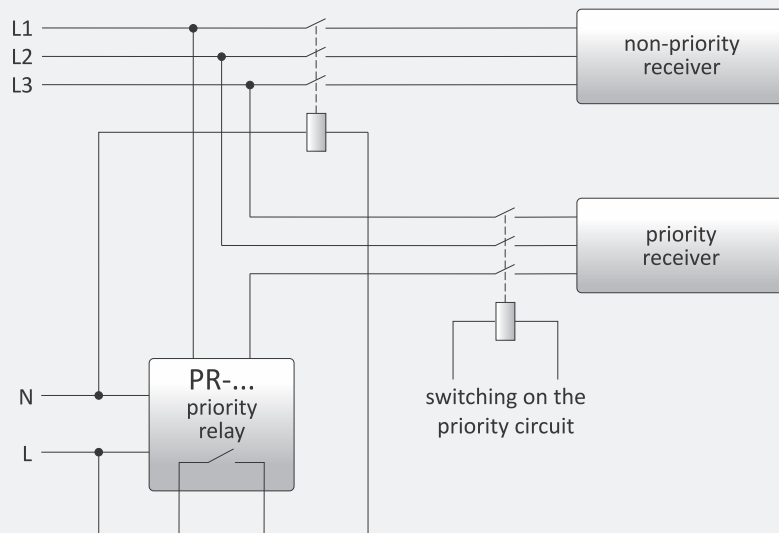 L1
L2
L3
non-priority
receiver
priority
receiver
PR-...
priority
relay
N
L
switching on the
priority circuit